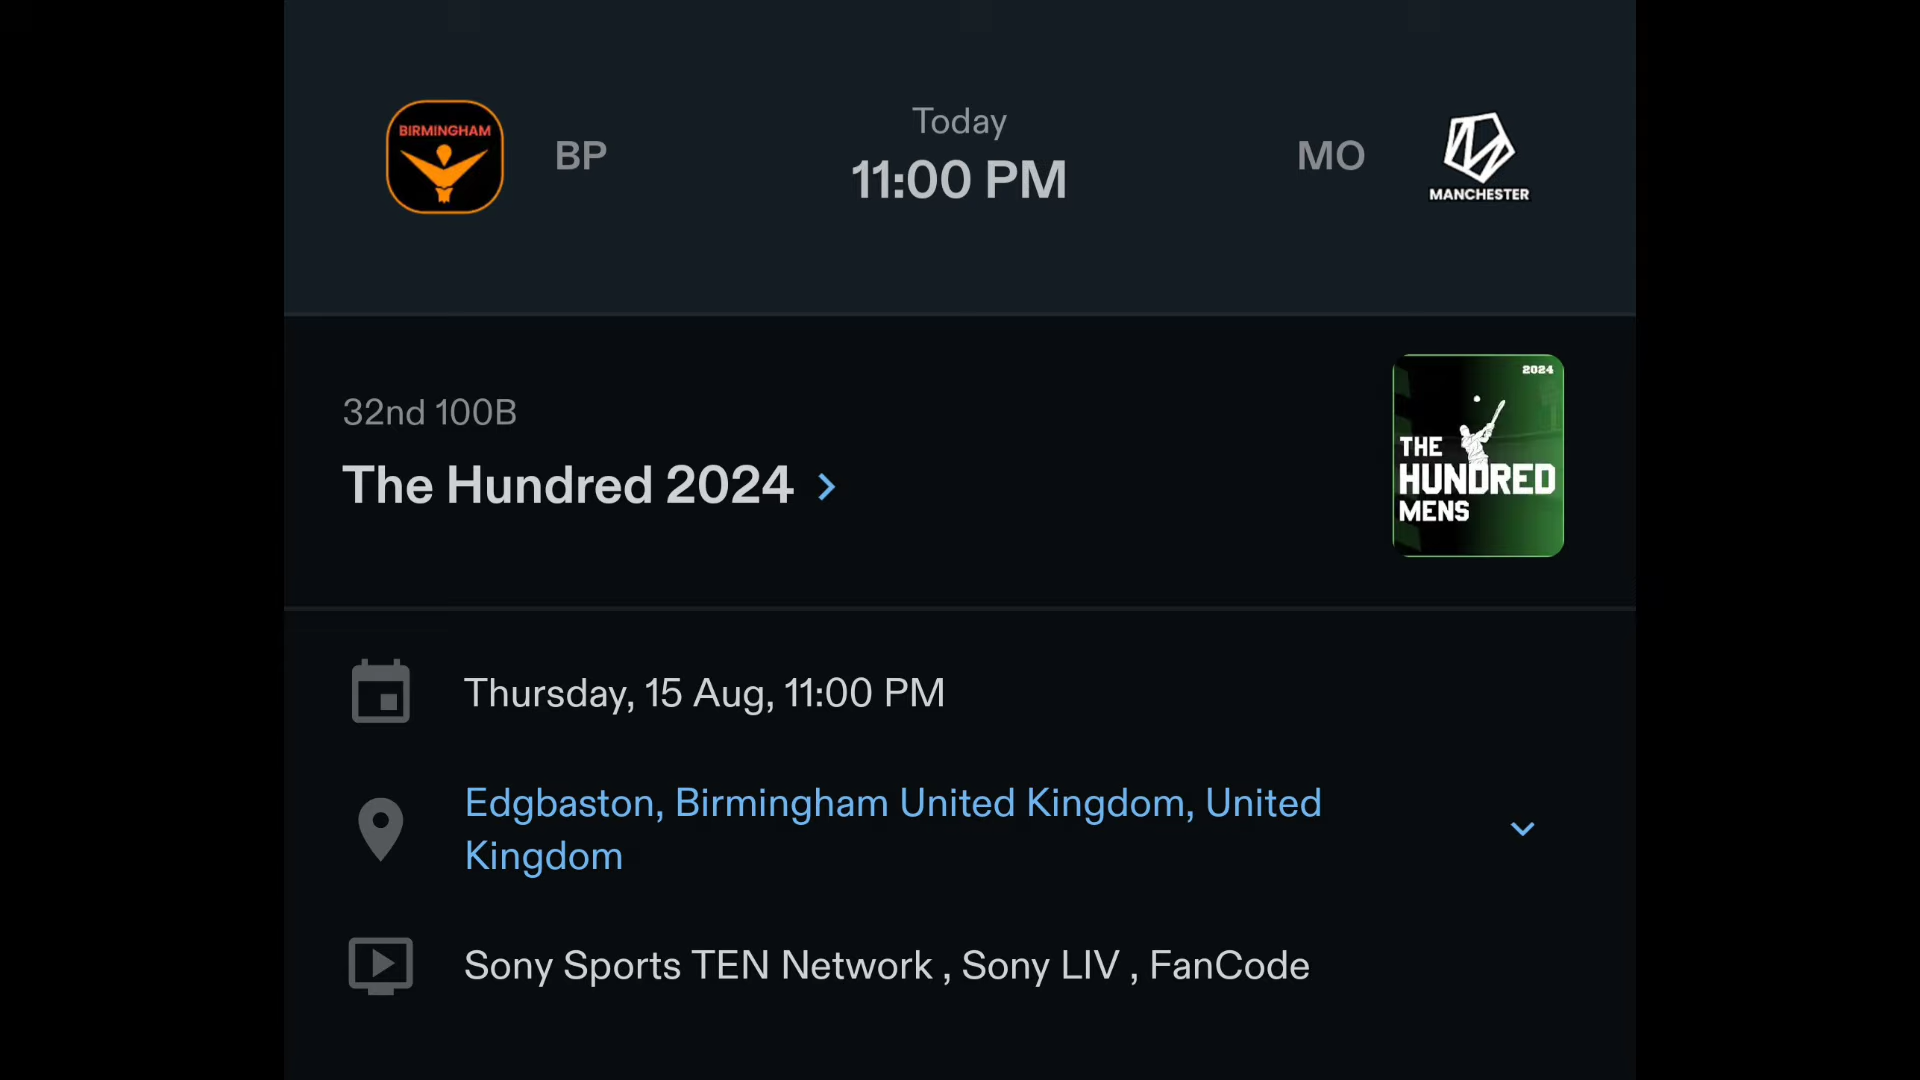 BIRMINGHAM
BP
Today
11:00 PM
MO
MANCHESTER
32nd 100B
The Hundred 2024
2024
THE
HUNDRED
MENS
Thursday, 15 Aug, 11:00 PM
Edgbaston, Birmingham United Kingdom, United
Kingdom
Sony Sports TEN Network , Sony LIV , FanCode